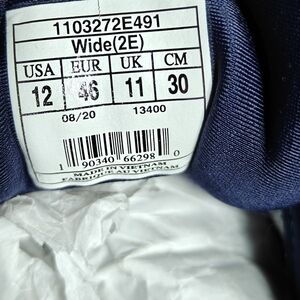 1103272E491
Wide(2E)
USA EUR UK CM
12 46 11 30
08/20 13400
1 90340 66298 0
MADE IN VIETNAM
FABRIQUÉ AU VIETNAM